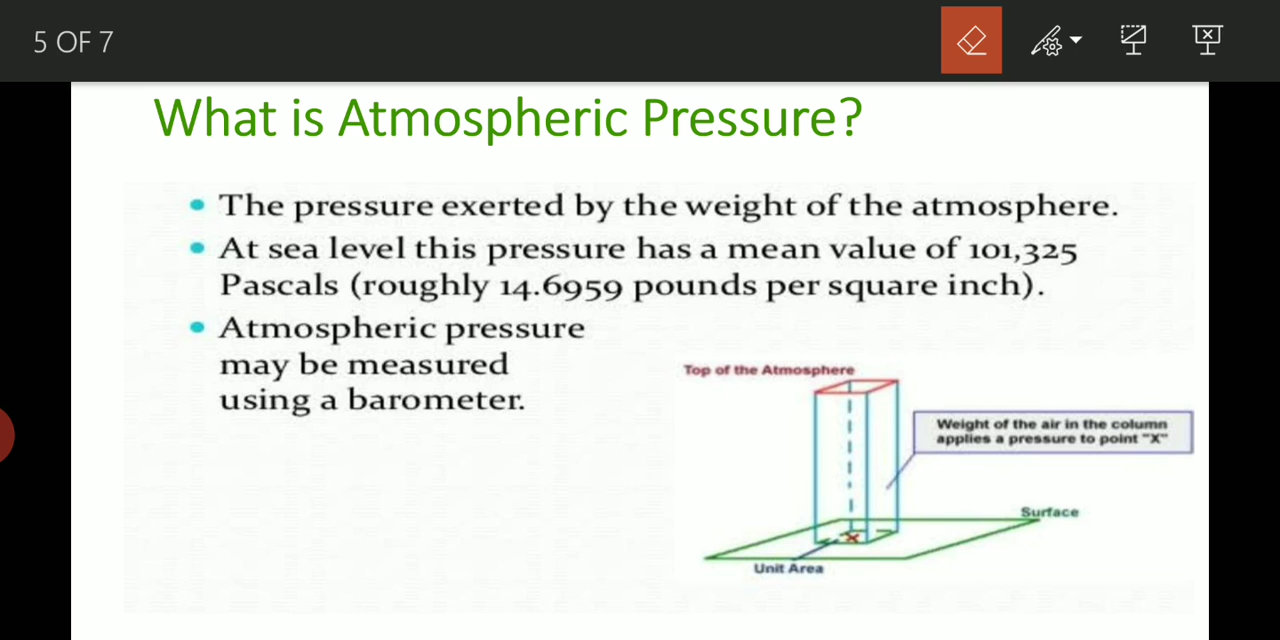 5 OF 7
What is Atmospheric Pressure?
The pressure exerted by the weight of the atmosphere.
At sea level this pressure has a mean value of 101,325
Pascals (roughly 14.6959 pounds per square inch).
Atmospheric pressure
may be measured
using a barometer.
Top of the Atmosphere
Weight of the air in the column
applies a pressure to point "X"
Surface
X
Unit Area